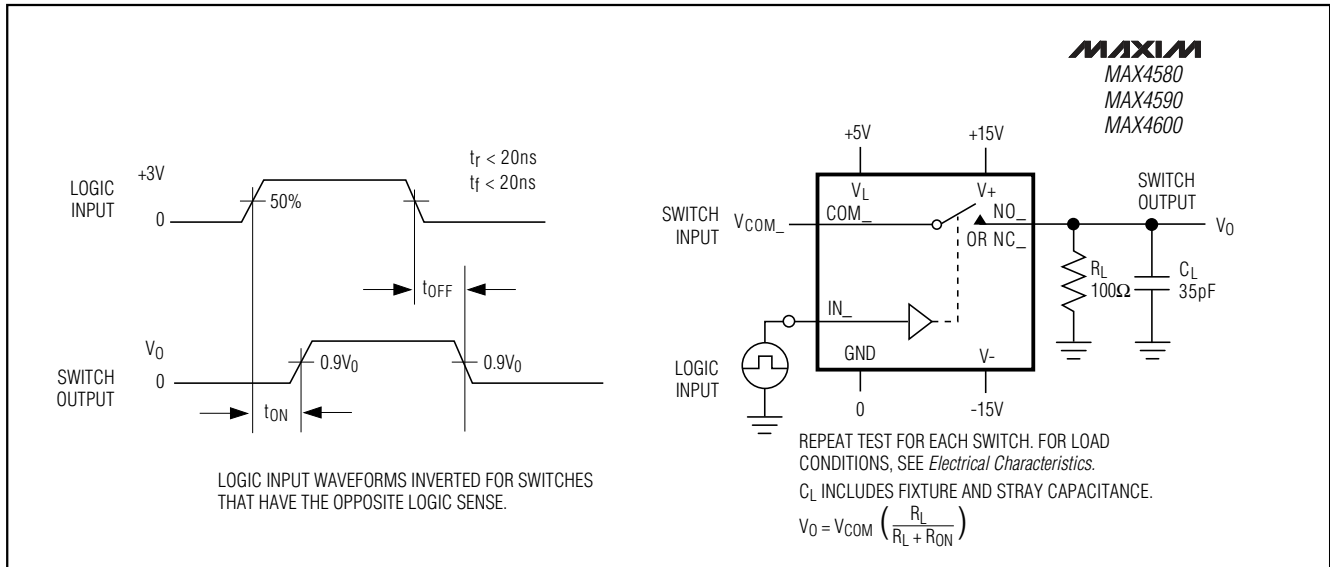 MAXIM
MAX4580
MAX4590
MAX4600
LOGIC
INPUT
+3V
0
50%
tr < 20ns
tf < 20ns
tOFF
VO
0
SWITCH
OUTPUT
0.9V0
0.9V0
tON
LOGIC INPUT WAVEFORMS INVERTED FOR SWITCHES
THAT HAVE THE OPPOSITE LOGIC SENSE.
+5V
+15V
VL
V+
SWITCH
INPUT
VCOM_
COM_
NO_
OR NC_
SWITCH
OUTPUT
VO
RL
100Ω
CL
35pF
IN_
LOGIC
INPUT
GND
V-
0
-15V
REPEAT TEST FOR EACH SWITCH. FOR LOAD
CONDITIONS, SEE Electrical Characteristics.
CL INCLUDES FIXTURE AND STRAY CAPACITANCE.
VO = VCOM ( RL / RL + RON )